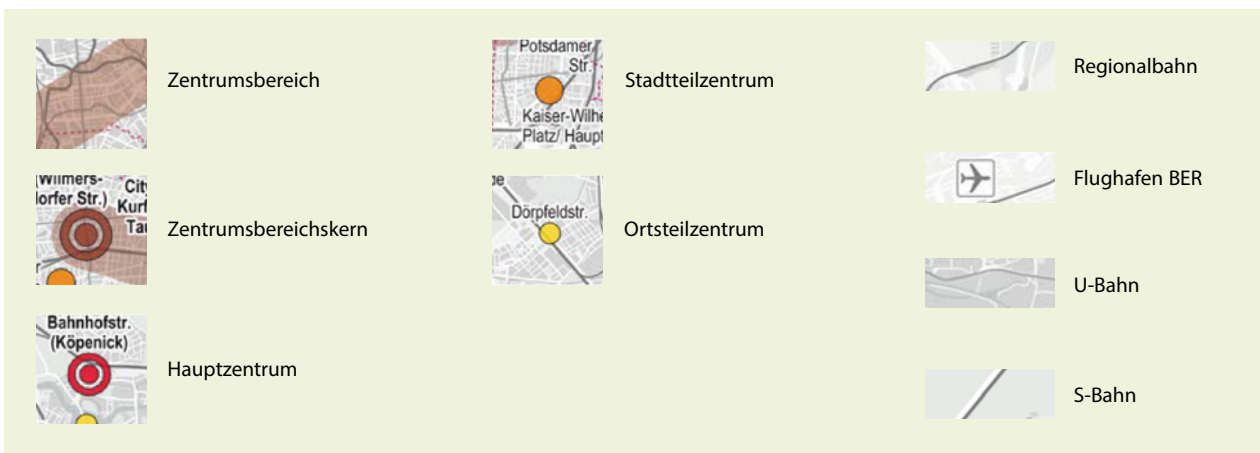 Zentrumsbereich
(Wilmers-
dorfer Str.)
City
Kurf
Tau
Zentrumsbereichskern
Bahnhofstr.
(Köpenick)
Hauptzentrum
Potsdamer
Str.
Kaiser-Wilhe
Platz/ Haupt
Stadtteilzentrum
de
Dörpfeldstr.
Ortsteilzentrum
Regionalbahn
Flughafen BER
U-Bahn
S-Bahn